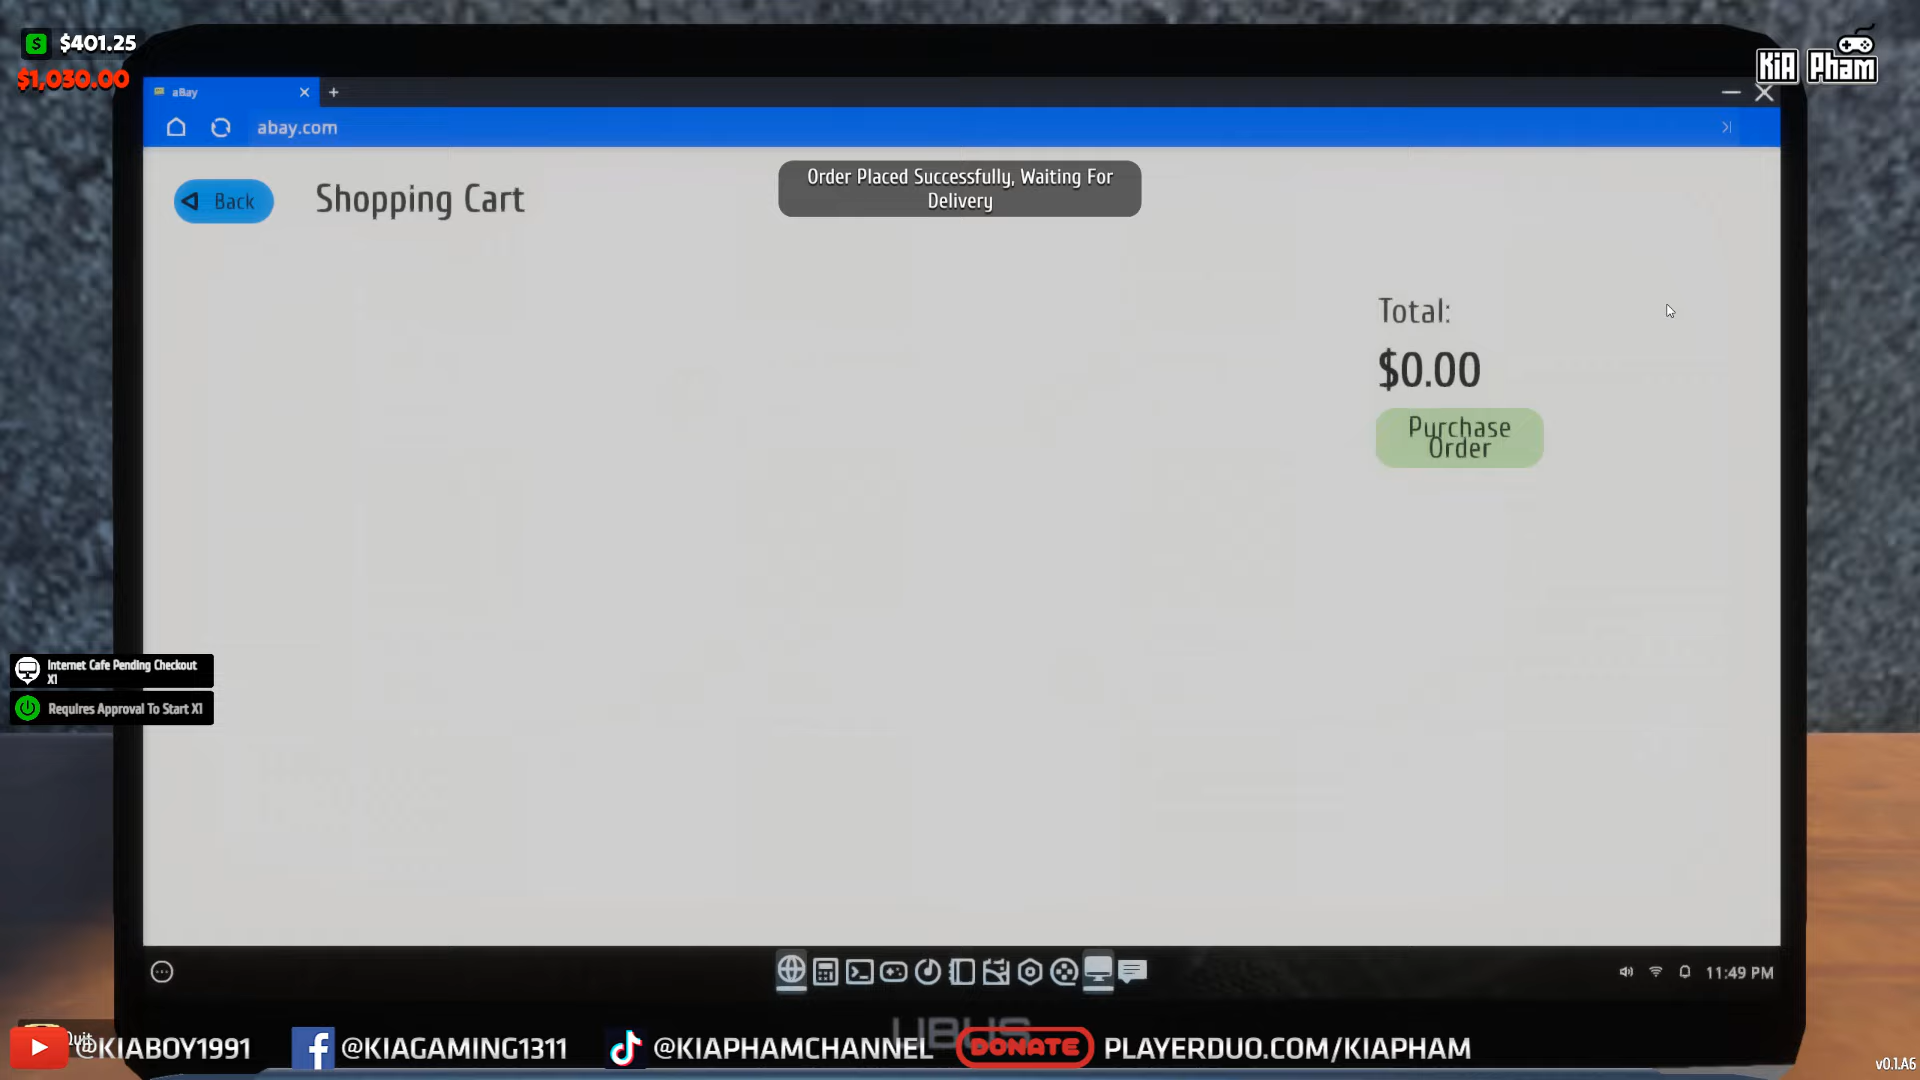 $401.25
$1,030.00
KiA Pham
aBay
abay.com
Back
Shopping Cart
Order Placed Successfully, Waiting For
Delivery
Total:
$0.00
Purchase
Order
Internet Cafe Pending Checkout
X1
Requires Approval To Start X1
11:49 PM
Quit
@KIABOY1991
@KIAGAMING1311
@KIAPHAMCHANNEL
DONATE
PLAYERDUO.COM/KIAPHAM
v0.1.A6